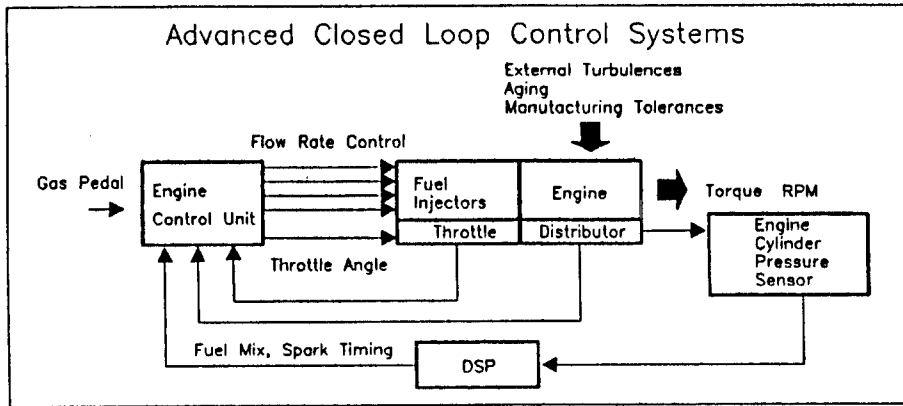 Advanced Closed Loop Control Systems
External Turbulences
Aging
Manutacturing Tolerances
Flow Rate Control
Gas Pedal
Engine
Control Unit
Fuel
Injectors
Engine
Throttle
Distributor
Torque RPM
Throttle Angle
Engine
Cylinder
Pressure
Sensor
Fuel Mix, Spark Timing
DSP